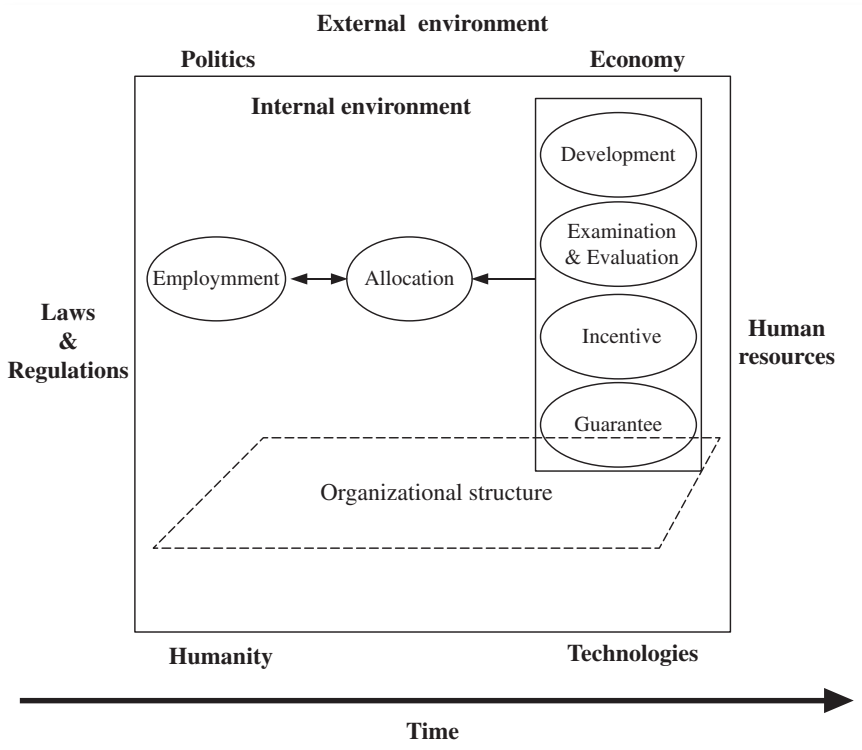 External environment
Politics
Economy
Internal environment
Development
Examination
& Evaluation
Employmment
Allocation
Laws
&
Regulations
Incentive
Human
resources
Guarantee
Organizational structure
Humanity
Technologies
Time